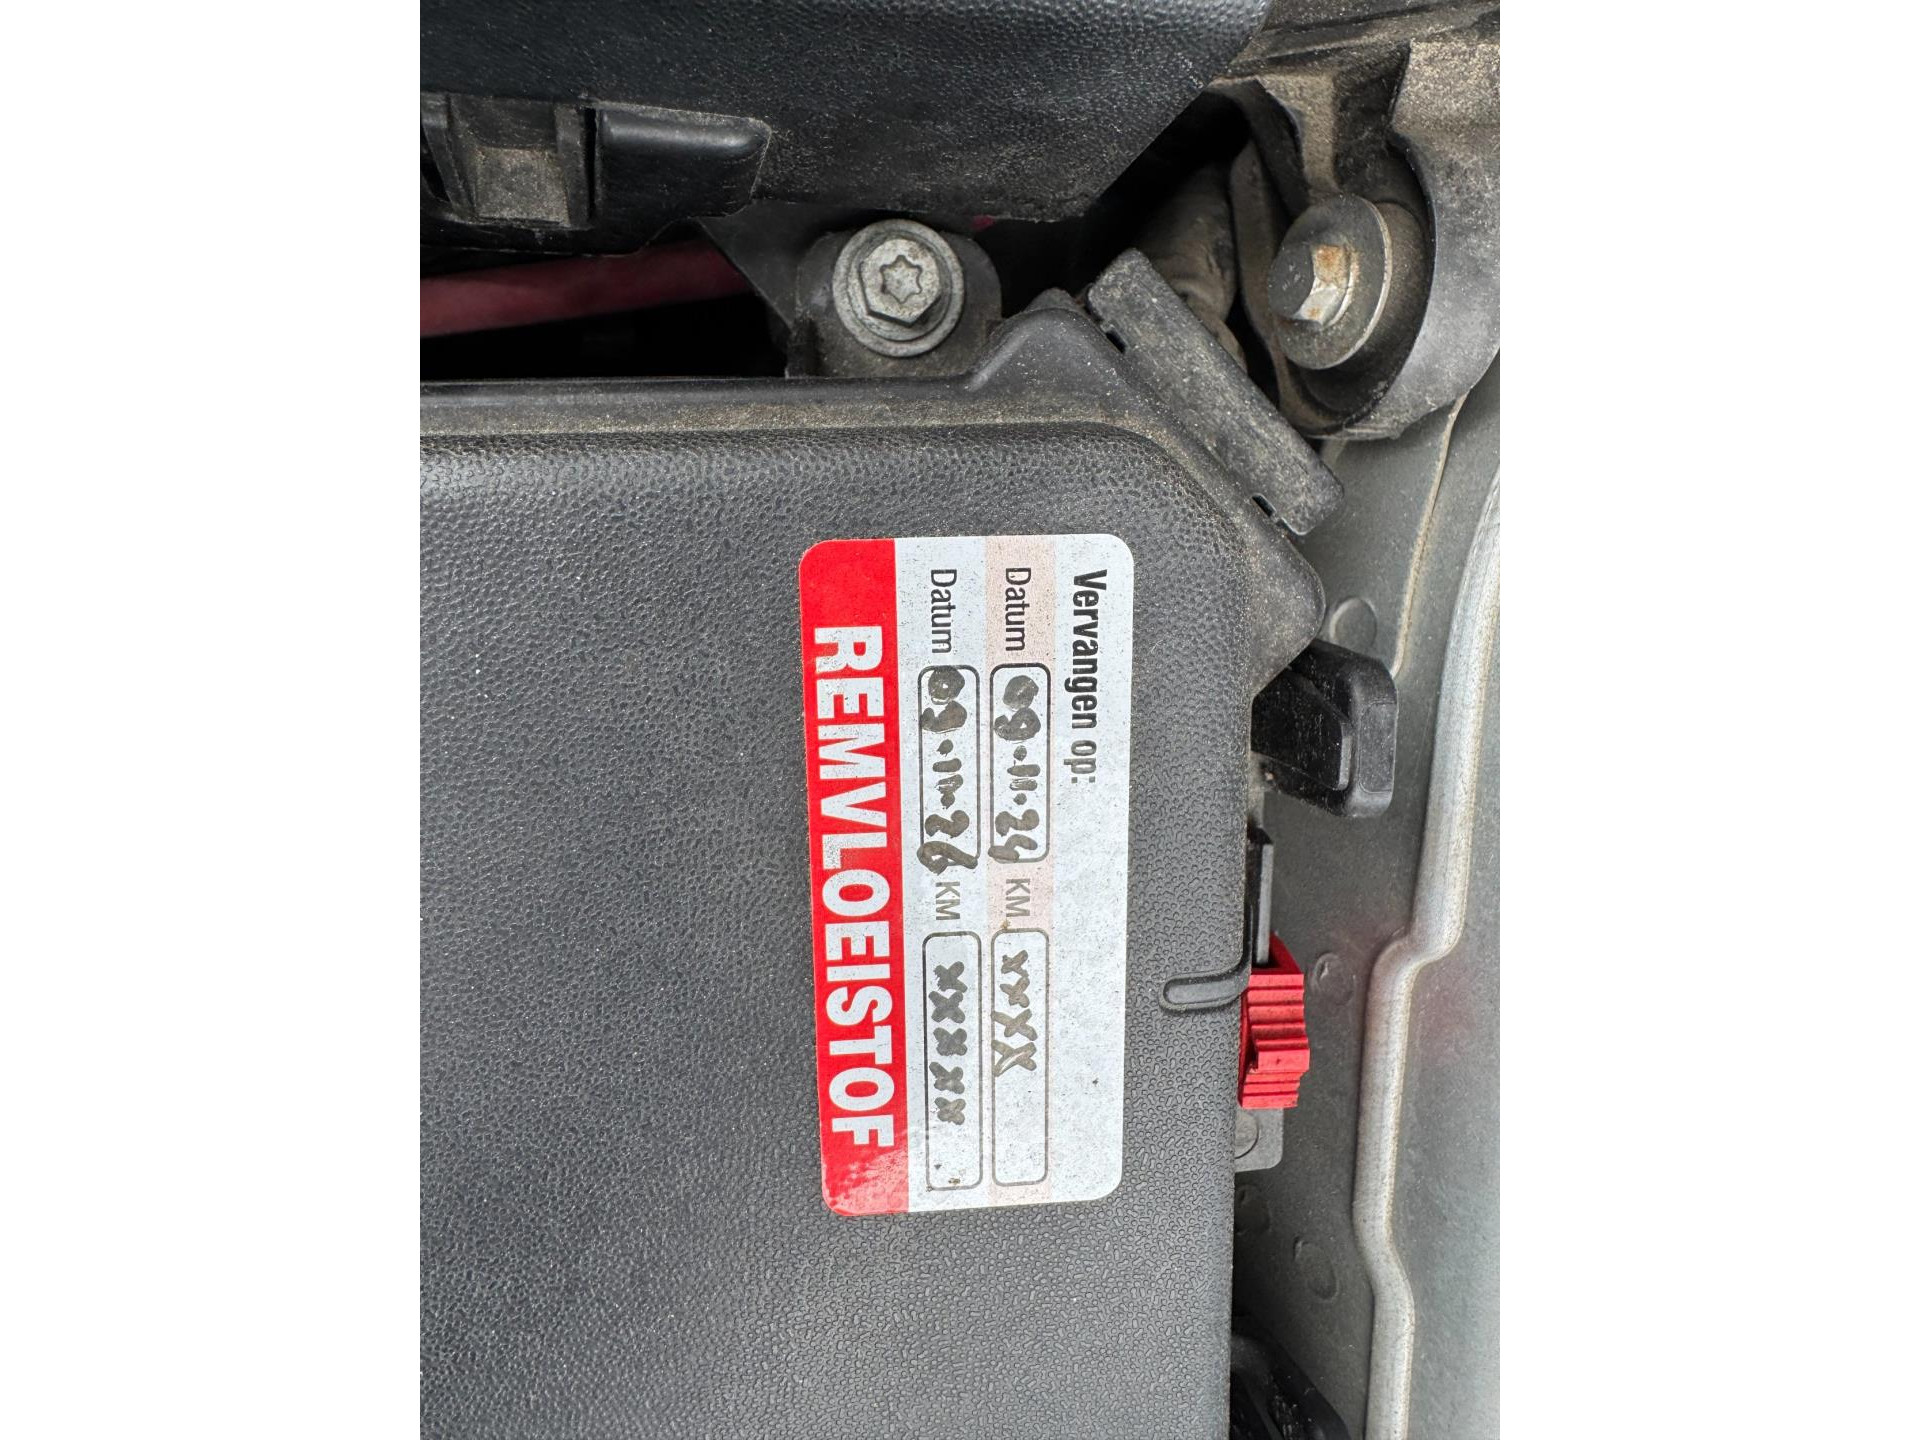 Vervangen op:
Datum 09.11.24 KM XXXX
Datum 09.11.26 KM XXXXX
REMVLOEISTOF